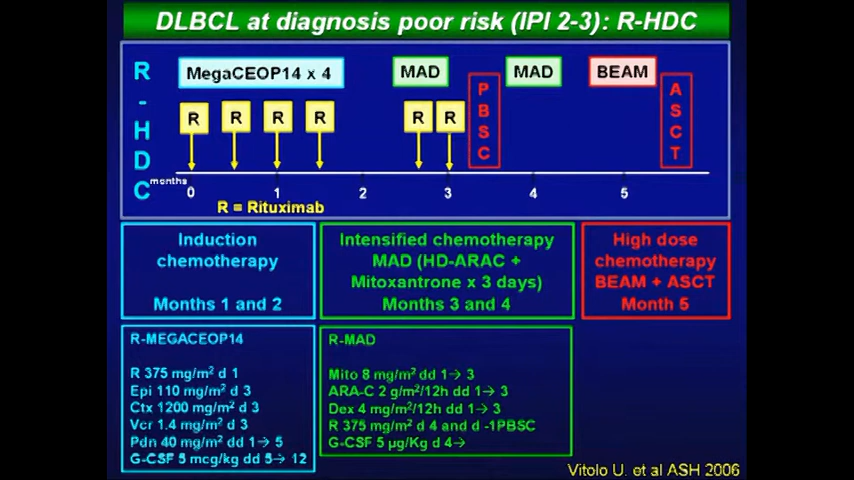 DLBCL at diagnosis poor risk (IPI 2-3): R-HDC
R
-
H
D
C
MegaCEOP14 x 4
MAD
MAD
BEAM
R
R
R
R
R
R
P
B
S
C
A
S
C
T
months
0
1
2
3
4
5
R = Rituximab
Induction
chemotherapy
Months 1 and 2
Intensified chemotherapy
MAD (HD-ARAC +
Mitoxantrone x 3 days)
Months 3 and 4
High dose
chemotherapy
BEAM + ASCT
Month 5
R-MEGACEOP14
R 375 mg/m² d 1
Epi 110 mg/m² d 3
Ctx 1200 mg/m² d 3
Vcr 1.4 mg/m² d 3
Pdn 40 mg/m² dd 1→ 5
G-CSF 5 mcg/kg dd 5→ 12
R-MAD
Mito 8 mg/m² dd 1→ 3
ARA-C 2 g/m²/12h dd 1→ 3
Dex 4 mg/m²/12h dd 1→ 3
R 375 mg/m² d 4 and d -1PBSC
G-CSF 5 µg/Kg d 4→
Vitolo U. et al ASH 2006